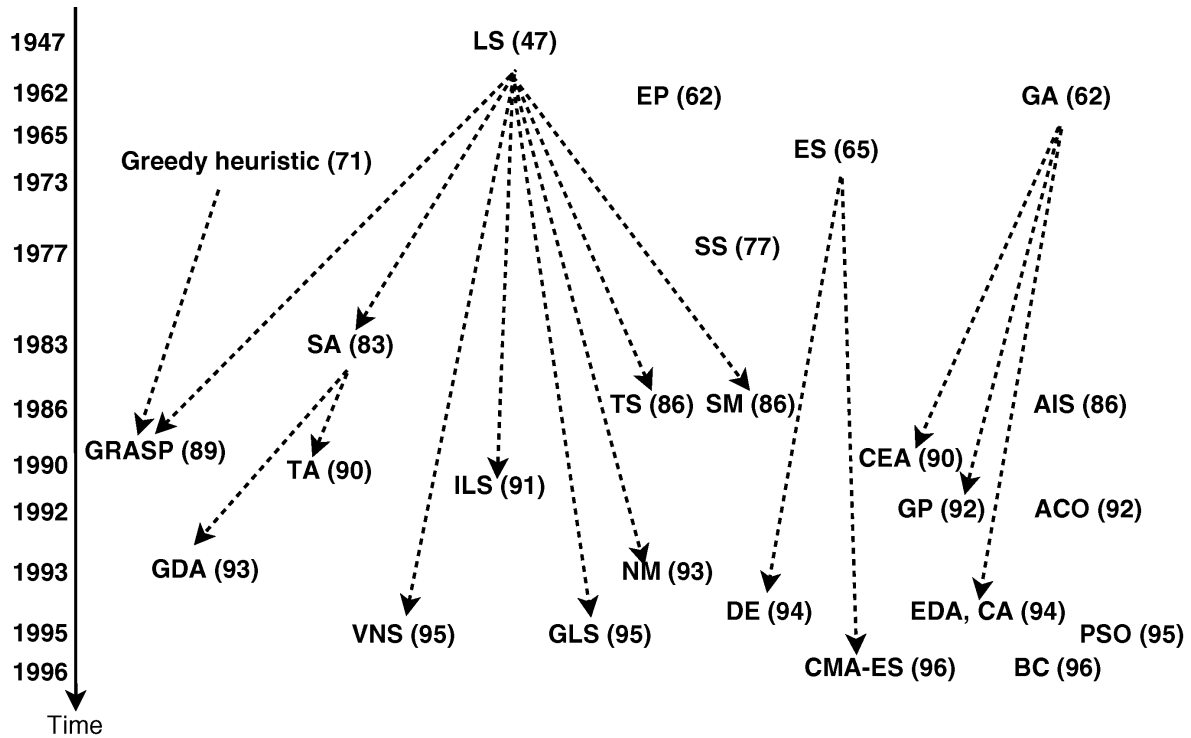 1947
LS (47)
1962
EP (62)
GA (62)
1965
ES (65)
Greedy heuristic (71)
1973
SS (77)
1977
1983
SA (83)
TS (86)
SM (86)
AIS (86)
1986
GRASP (89)
CEA (90)
1990
TA (90)
ILS (91)
1992
GP (92)
ACO (92)
GDA (93)
NM (93)
1993
DE (94)
EDA, CA (94)
1995
VNS (95)
GLS (95)
PSO (95)
1996
CMA-ES (96)
BC (96)
Time